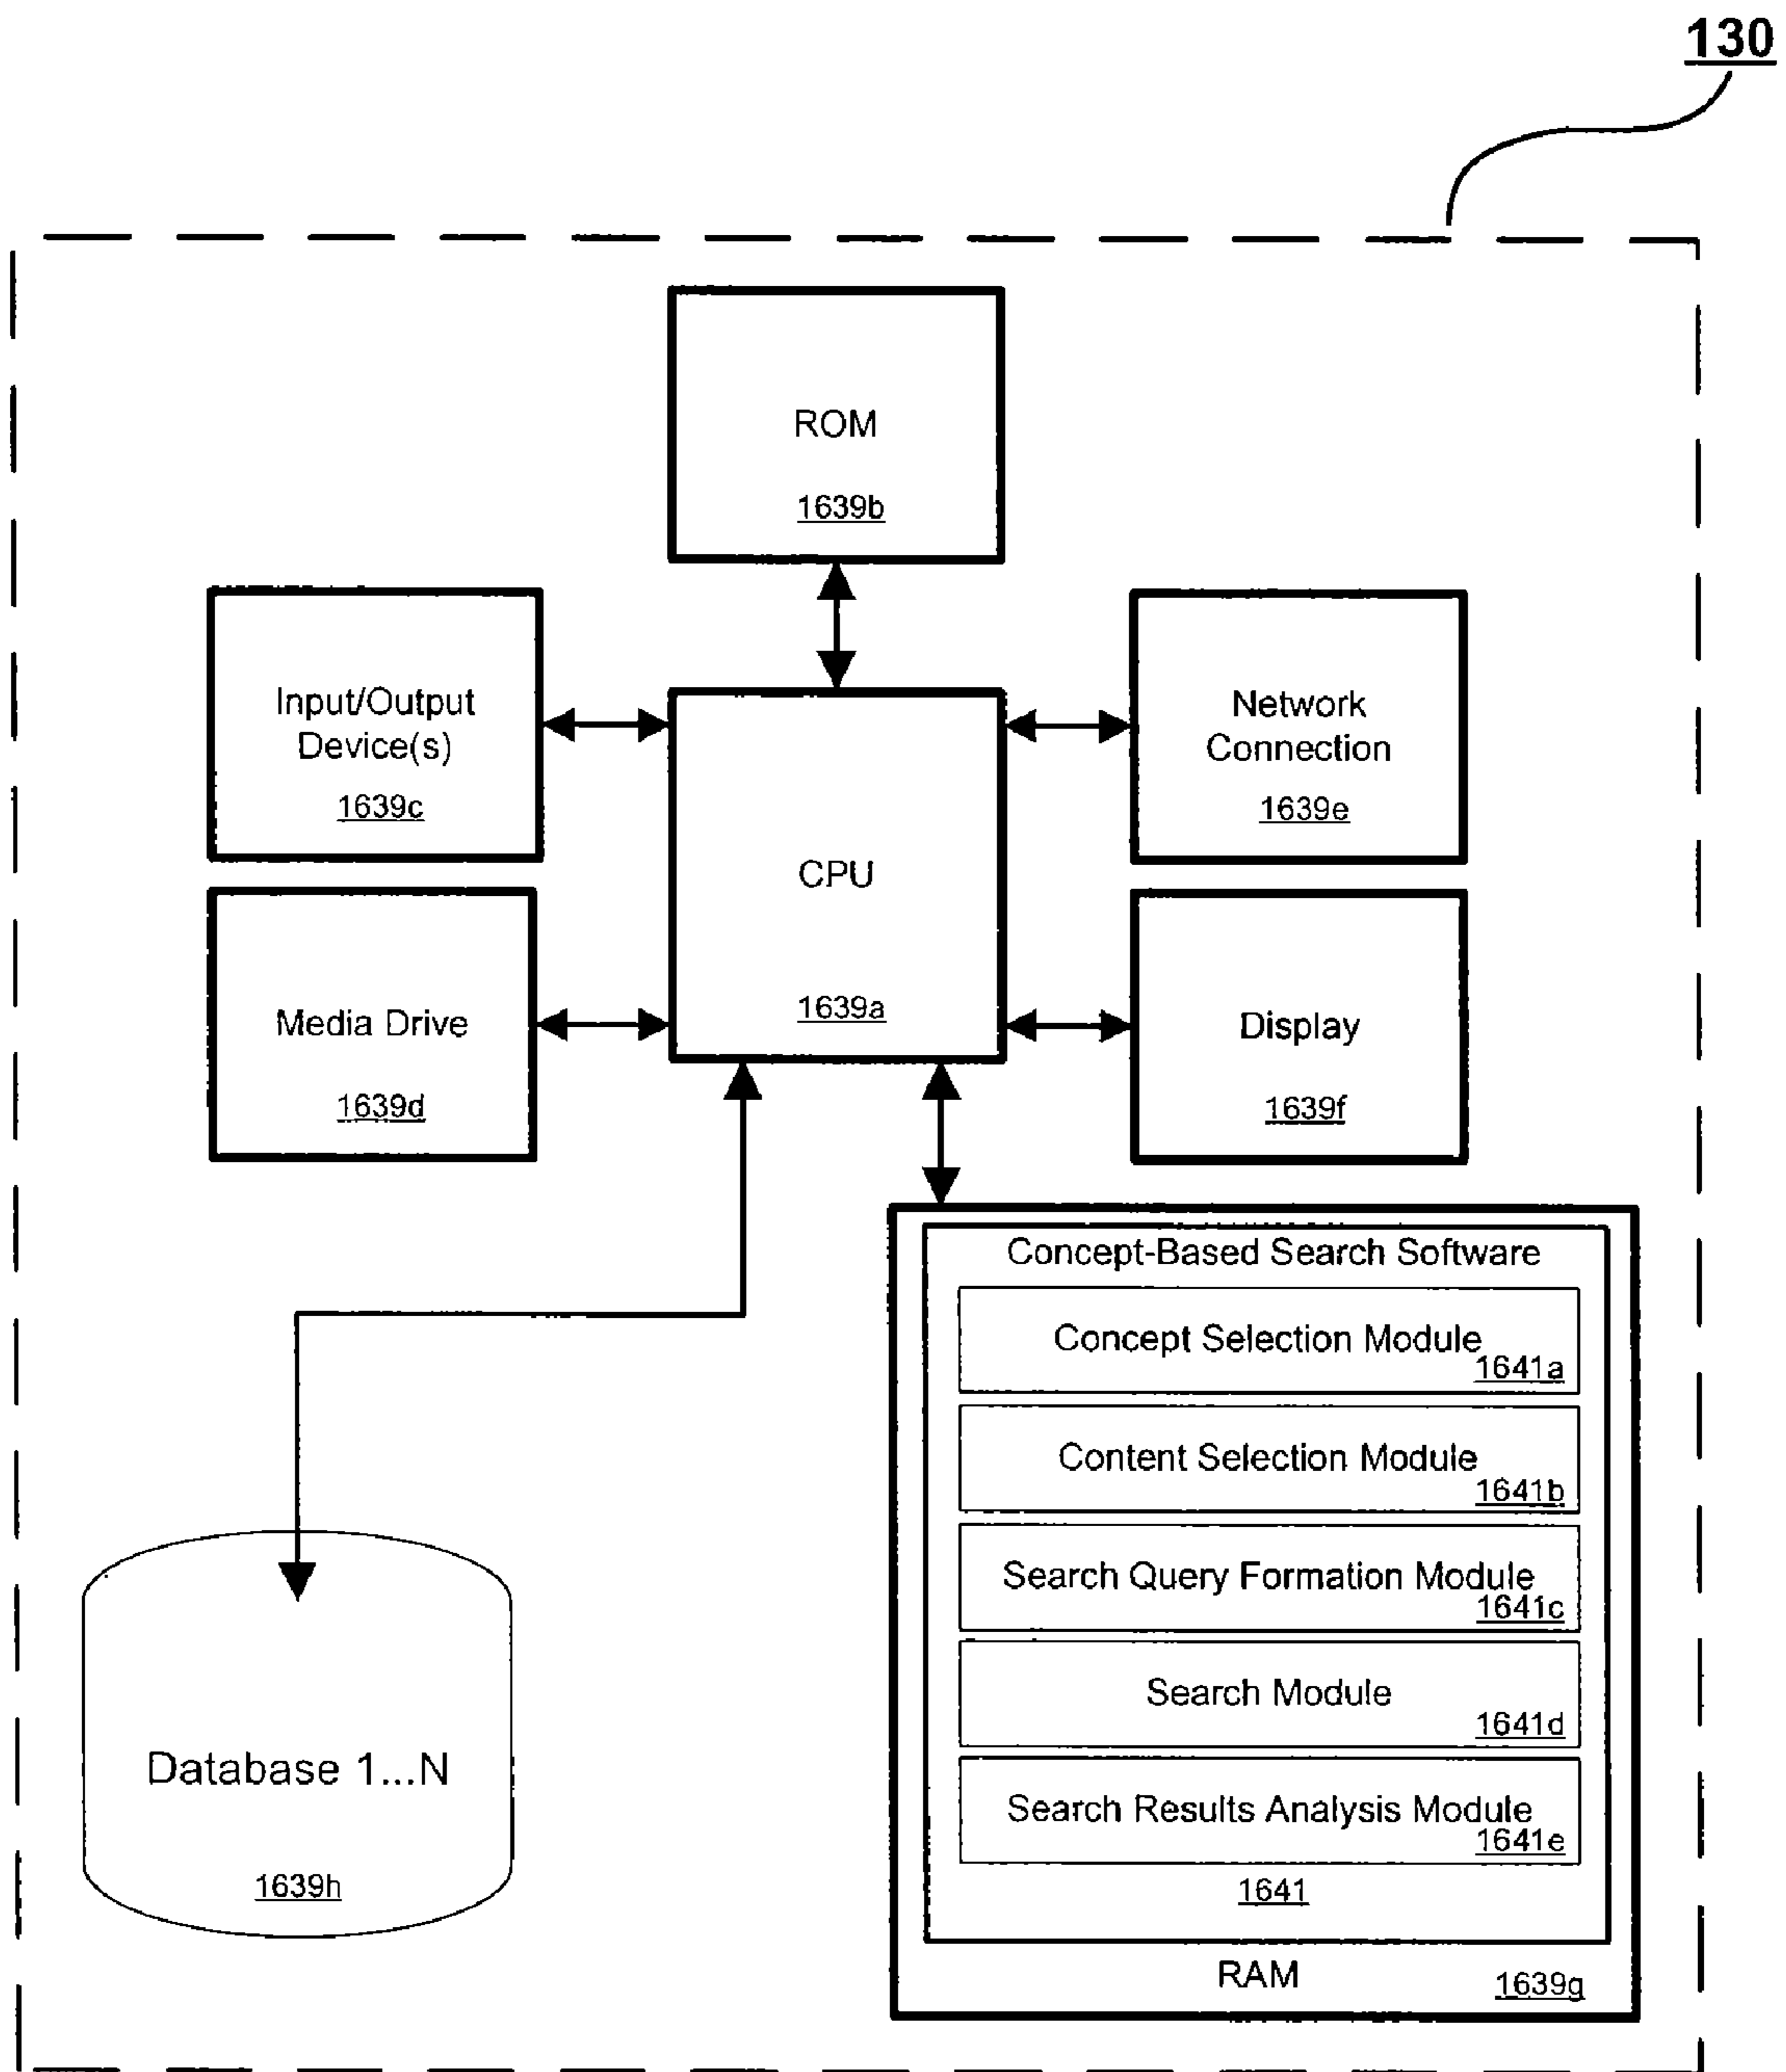 130
ROM
1639b
Input/Output
Device(s)
1639c
Network
Connection
1639e
CPU
1639a
Media Drive
1639d
Display
1639f
Concept-Based Search Software
Concept Selection Module
1641a
Content Selection Module
1641b
Search Query Formation Module
1641c
Search Module
1641d
Search Results Analysis Module
1641e
1641
RAM
1639g
Database 1...N
1639h